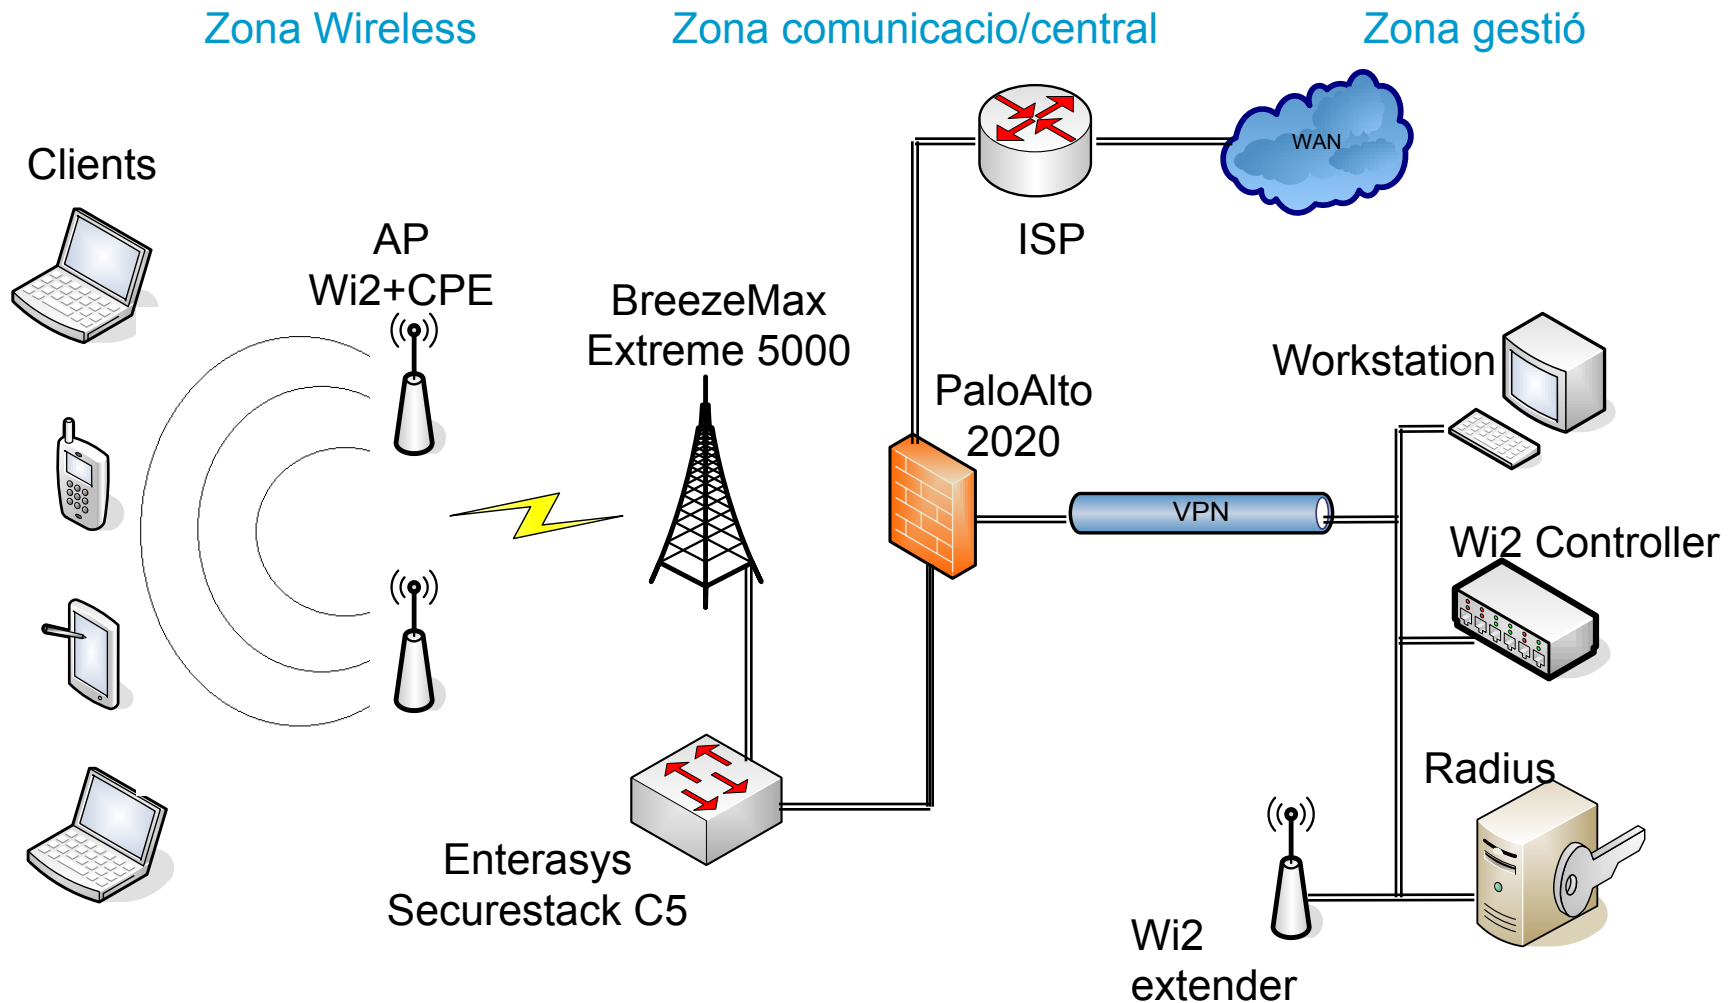 Zona Wireless
Zona comunicacio/central
Zona gestió
Clients
AP
Wi2+CPE
BreezeMax
Extreme 5000
ISP
WAN
PaloAlto
2020
VPN
Workstation
Wi2 Controller
Radius
Enterasys
Securestack C5
Wi2
extender